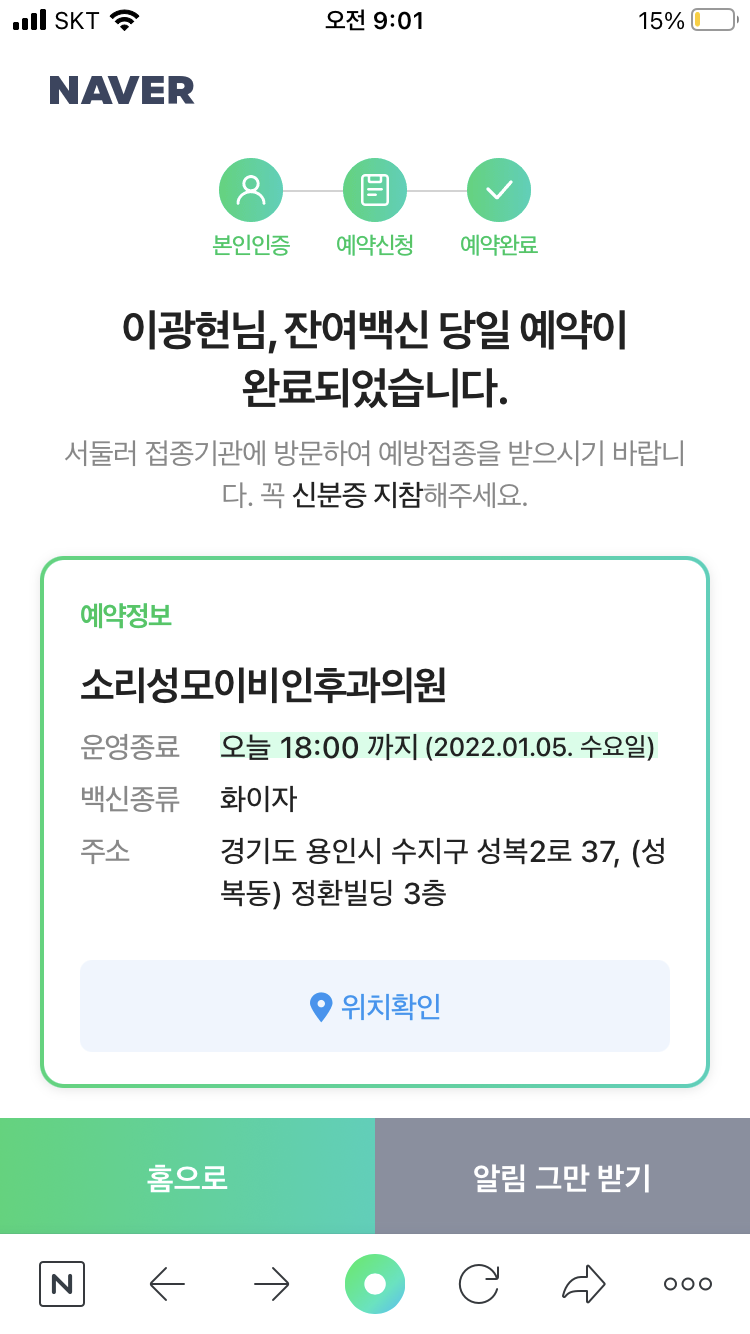 SKT 오전 9:01 15%
NAVER
본인인증 예약신청 예약완료
이광현님, 잔여백신 당일 예약이
완료되었습니다.
서둘러 접종기관에 방문하여 예방접종을 받으시기 바랍니
다. 꼭 신분증 지참해주세요.
예약정보
소리성모이비인후과의원
운영종료 오늘 18:00 까지 (2022.01.05. 수요일)
백신종류 화이자
주소 경기도 용인시 수지구 성복2로 37, (성
복동) 정환빌딩 3층
위치확인
홈으로 알림 그만 받기
N